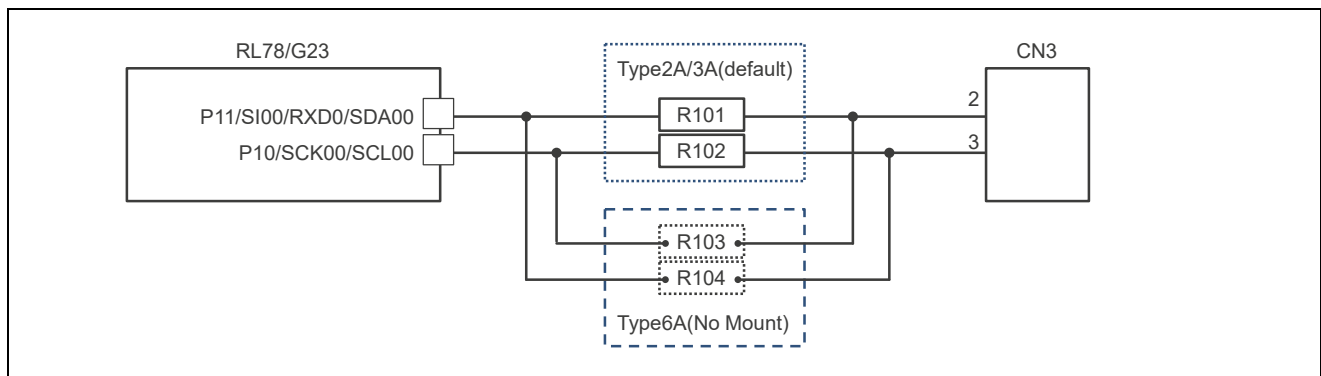 RL78/G23
Type2A/3A(default)
CN3
P11/SI00/RXD0/SDA00
R101
2
P10/SCK00/SCL00
R102
3
R103
R104
Type6A(No Mount)